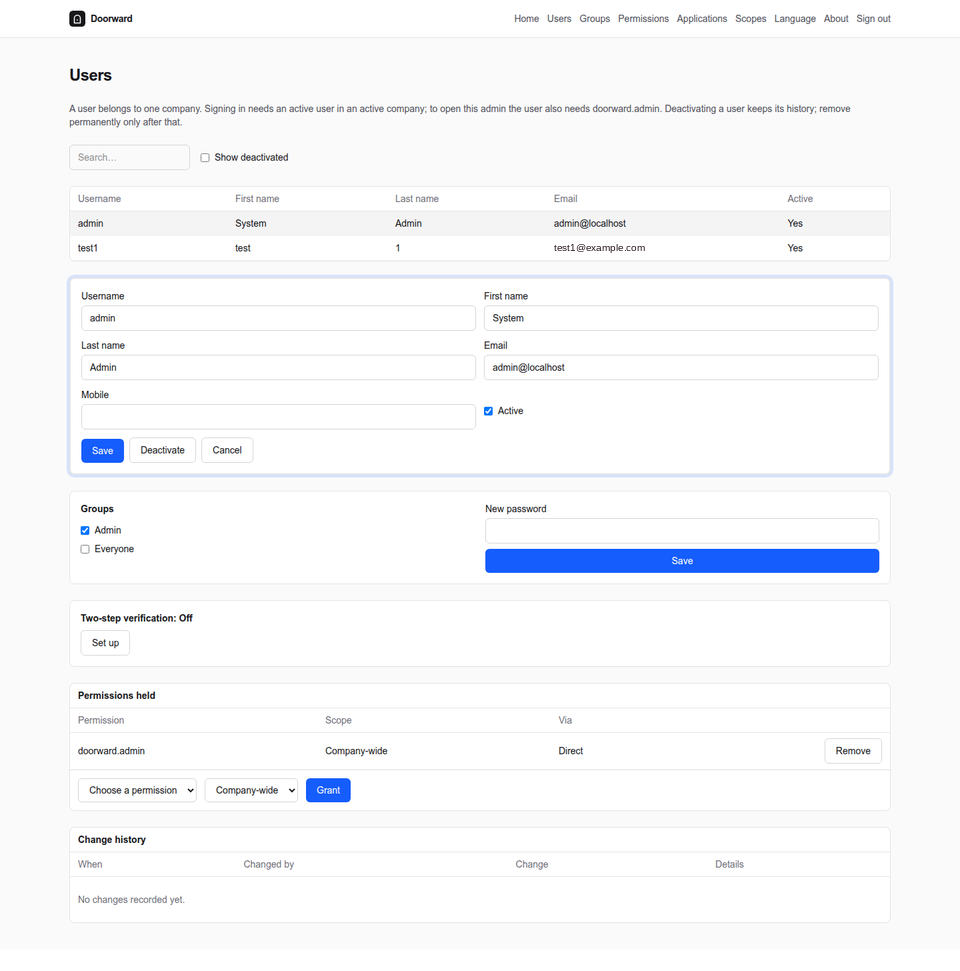 Doorward
Home Users Groups Permissions Applications Scopes Language About Sign out
Users
A user belongs to one company. Signing in needs an active user in an active company; to open this admin the user also needs doorward.admin. Deactivating a user keeps its history; remove
permanently only after that.
Search...
Show deactivated
Username First name Last name Email Active
admin System Admin admin@localhost Yes
test1 test 1 test1@example.com Yes
Username First name
admin System
Last name Email
Admin admin@localhost
Mobile
Active
Save Deactivate Cancel
Groups New password
Admin
Everyone
Save
Two-step verification: Off
Set up
Permissions held
Permission Scope Via
doorward.admin Company-wide Direct Remove
Choose a permission Company-wide Grant
Change history
When Changed by Change Details
No changes recorded yet.